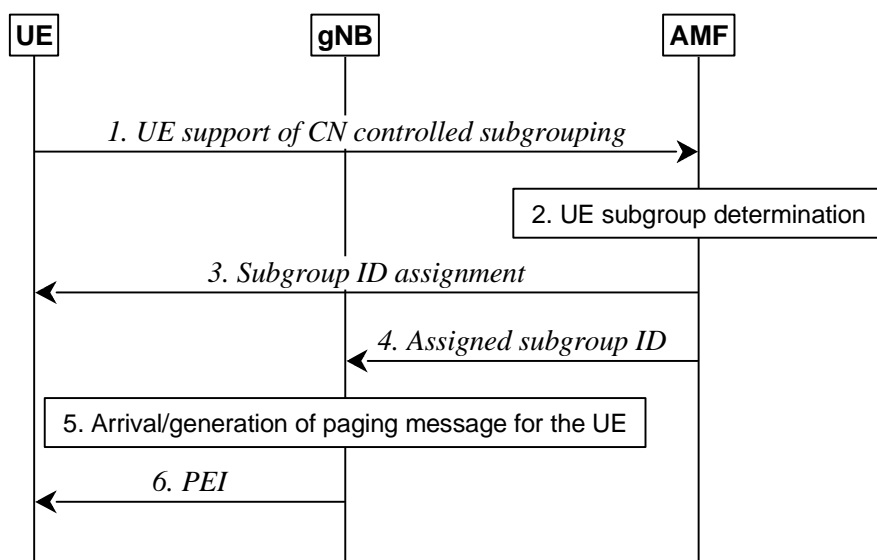 UE gNB AMF
1. UE support of CN controlled subgrouping
2. UE subgroup determination
3. Subgroup ID assignment
4. Assigned subgroup ID
5. Arrival/generation of paging message for the UE
6. PEI